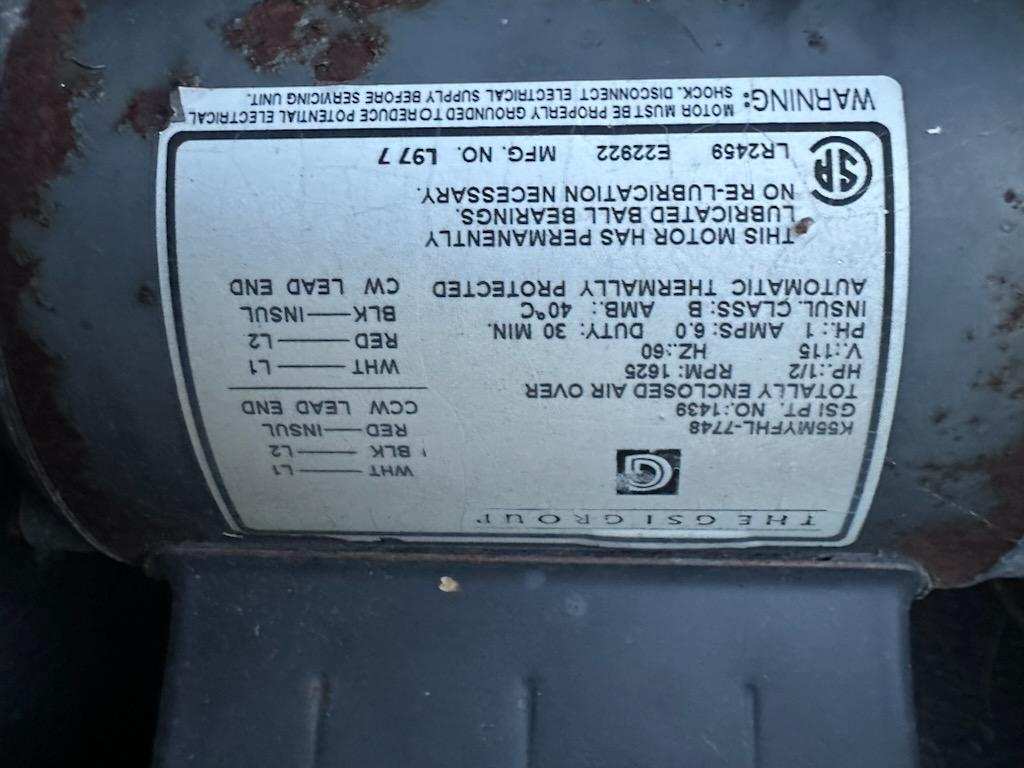 THE GSI GROUP
K55MYFHL-7748
GSI PT. NO.:1439
TOTALLY ENCLOSED AIR OVER
HP.:1/2 RPM: 1625
V.:115 HZ.:60
PH.: 1 AMPS: 6.0 DUTY: 30 MIN.
INSUL. CLASS: B AMB.: 40°C
AUTOMATIC THERMALLY PROTECTED
THIS MOTOR HAS PERMANENTLY
LUBRICATED BALL BEARINGS.
NO RE-LUBRICATION NECESSARY.
LR2459 E22922 MFG. NO. L977
WHT L1
BLK L2
RED INSUL
CCW LEAD END
WHT L1
RED L2
BLK INSUL
CW LEAD END
WARNING: MOTOR MUST BE PROPERLY GROUNDED TO REDUCE POTENTIAL ELECTRICAL
SHOCK. DISCONNECT ELECTRICAL SUPPLY BEFORE SERVICING UNIT.